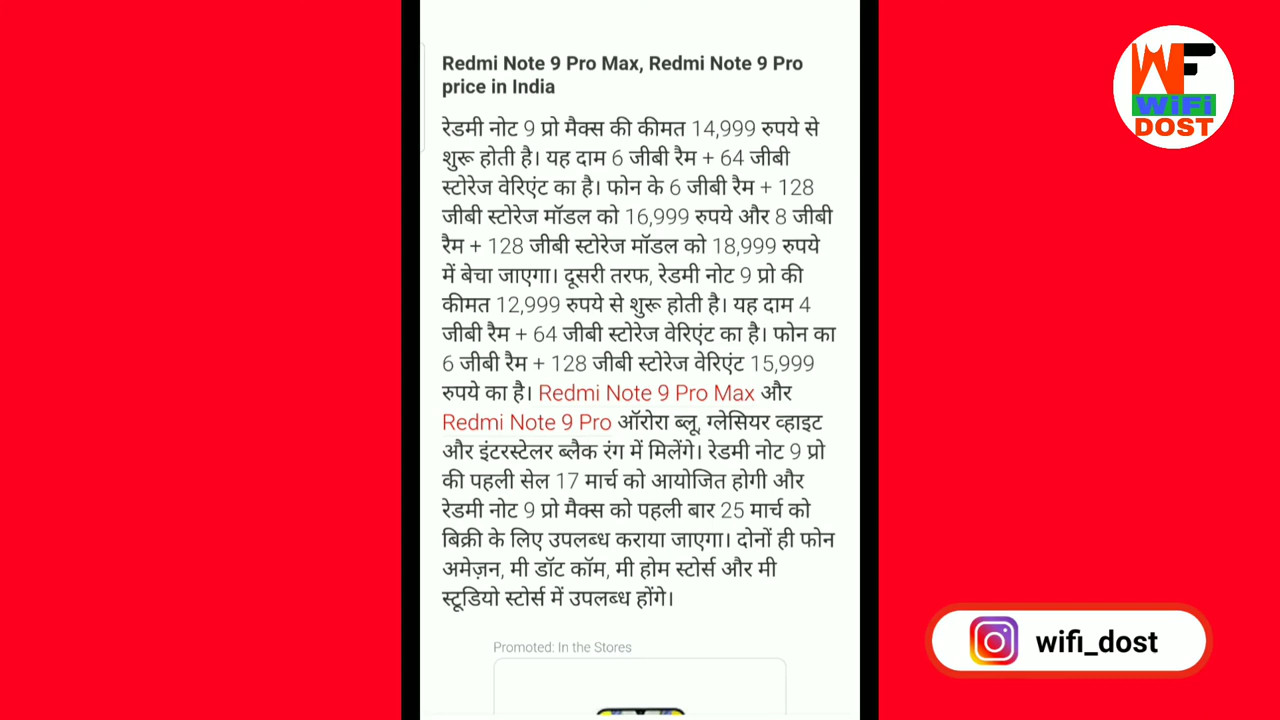 Redmi Note 9 Pro Max, Redmi Note 9 Pro
price in India
रेडमी नोट 9 प्रो मैक्स की कीमत 14,999 रुपये से
शुरू होती है। यह दाम 6 जीबी रैम + 64 जीबी
स्टोरेज वेरिएंट का है। फोन के 6 जीबी रैम + 128
जीबी स्टोरेज मॉडल को 16,999 रुपये और 8 जीबी
रैम + 128 जीबी स्टोरेज मॉडल को 18,999 रुपये
में बेचा जाएगा। दूसरी तरफ, रेडमी नोट 9 प्रो की
कीमत 12,999 रुपये से शुरू होती है। यह दाम 4
जीबी रैम + 64 जीबी स्टोरेज वेरिएंट का है। फोन का
6 जीबी रैम + 128 जीबी स्टोरेज वेरिएंट 15,999
रुपये का है। Redmi Note 9 Pro Max और
Redmi Note 9 Pro ऑरोरा ब्लू, ग्लेसियर व्हाइट
और इंटरस्टेलर ब्लैक रंग में मिलेंगे। रेडमी नोट 9 प्रो
की पहली सेल 17 मार्च को आयोजित होगी और
रेडमी नोट 9 प्रो मैक्स को पहली बार 25 मार्च को
बिक्री के लिए उपलब्ध कराया जाएगा। दोनों ही फोन
अमेज़न, मी डॉट कॉम, मी होम स्टोर्स और मी
स्टूडियो स्टोर्स में उपलब्ध होंगे।
Promoted: In the Stores
WF
WiFi
DOST
wifi_dost